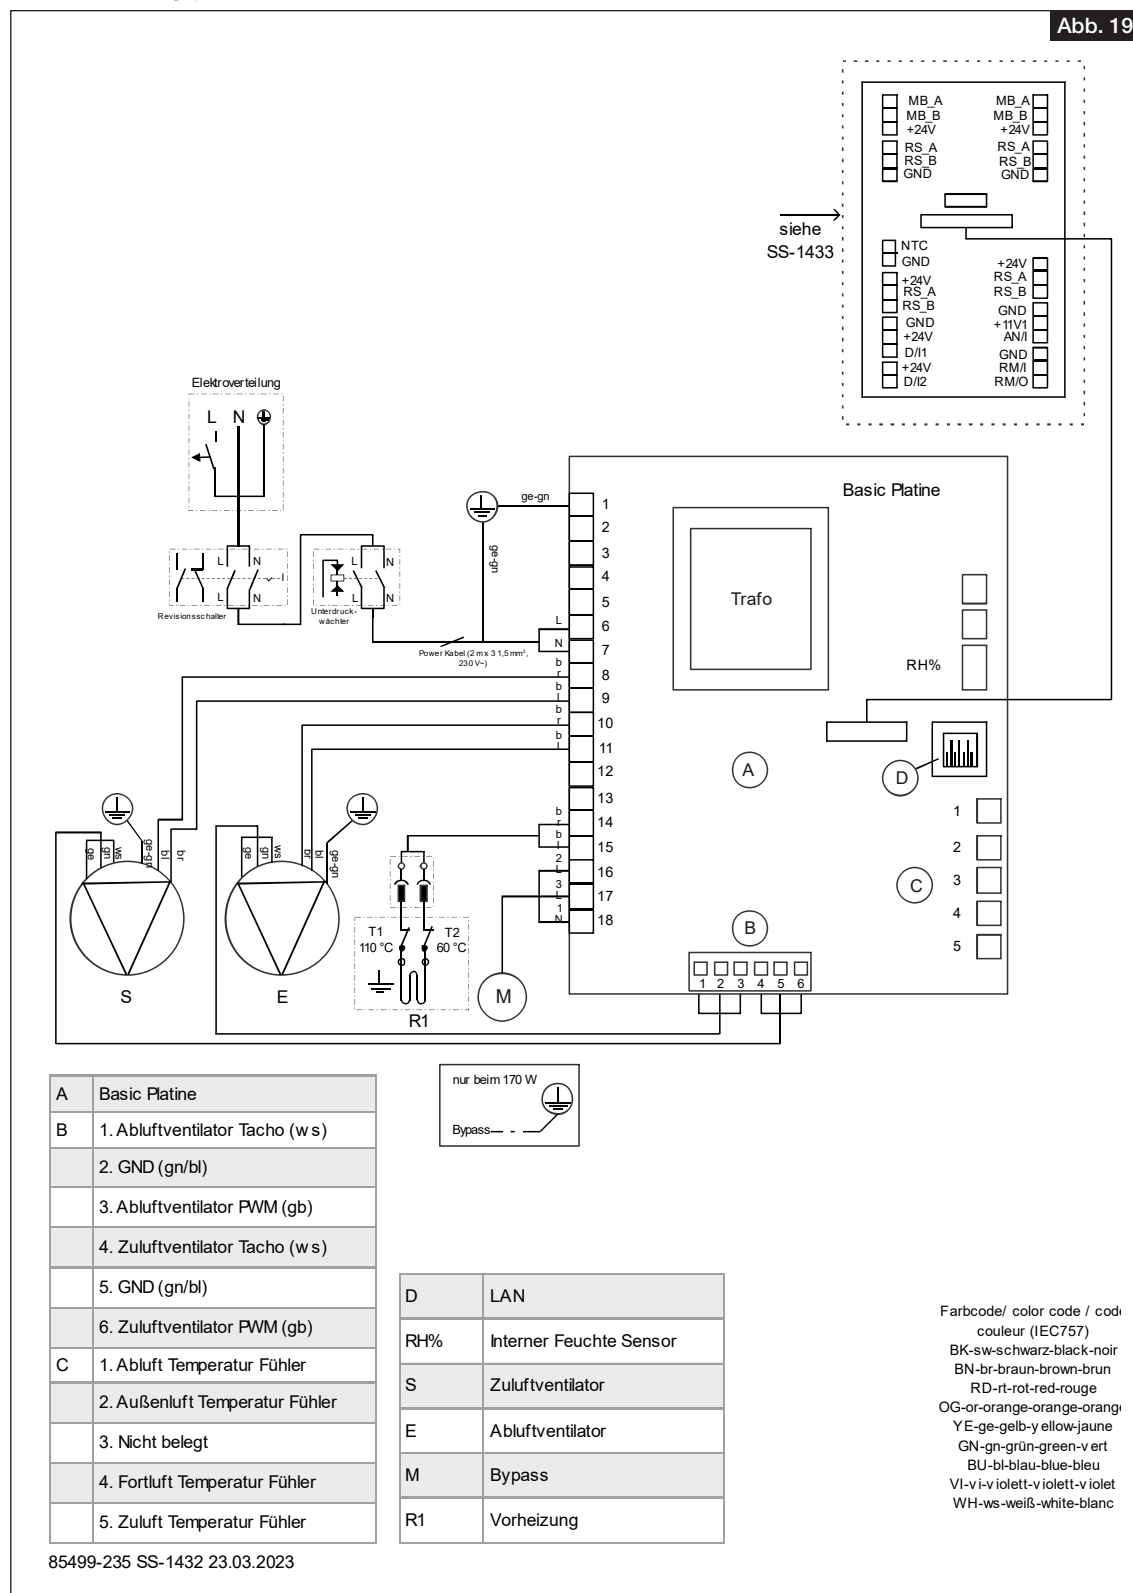 Abb. 19
MB_A
MB_B
+24V
RS_A
RS_B
GND
MB_A
MB_B
+24V
RS_A
RS_B
GND
siehe
SS-1433
NTC
GND
+24V
RS_A
RS_B
GND
+24V
D/I1
+24V
D/I2
+24V
RS_A
RS_B
GND
+11V1
AN/I
GND
RM/I
RM/O
Elektroverteilung
L N
L N
L N
I
Revisionsschalter
L N
L N
Unterdruck-
wächter
ge-gn
ge-gn
Power Kabel (2 m x 3 1,5 mm²,
230 V~)
L
N
br
bl
br
bl
br
bl
2
L
3
L
1
N
1
2
3
4
5
6
7
8
9
10
11
12
13
14
15
16
17
18
Basic Platine
Trafo
RH%
A
D
C
1
2
3
4
5
B
1 2 3 4 5 6
ge
gn
ws
ge-gn
bl
br
S
ge
gn
ws
br
bl
ge-gn
E
T1
110 °C
T2
60 °C
R1
M
nur beim 170 W
Bypass
A Basic Platine
B 1. Abluftventilator Tacho (ws)
2. GND (gn/bl)
3. Abluftventilator PWM (gb)
4. Zuluftventilator Tacho (ws)
5. GND (gn/bl)
6. Zuluftventilator PWM (gb)
C 1. Abluft Temperatur Fühler
2. Außenluft Temperatur Fühler
3. Nicht belegt
4. Fortluft Temperatur Fühler
5. Zuluft Temperatur Fühler
D LAN
RH% Interner Feuchte Sensor
S Zuluftventilator
E Abluftventilator
M Bypass
R1 Vorheizung
Farbcode/ color code /
couleur (IEC757)
BK-sw-schwarz-black-noir
BN-br-braun-brown-brun
RD-rt-rot-red-rouge
OG-or-orange-orange-orange
YE-ge-gelb-yellow-jaune
GN-gn-grün-green-vert
BU-bl-blau-blue-bleu
VI-vi-violett-violett-violet
WH-ws-weiß-white-blanc
85499-235 SS-1432 23.03.2023